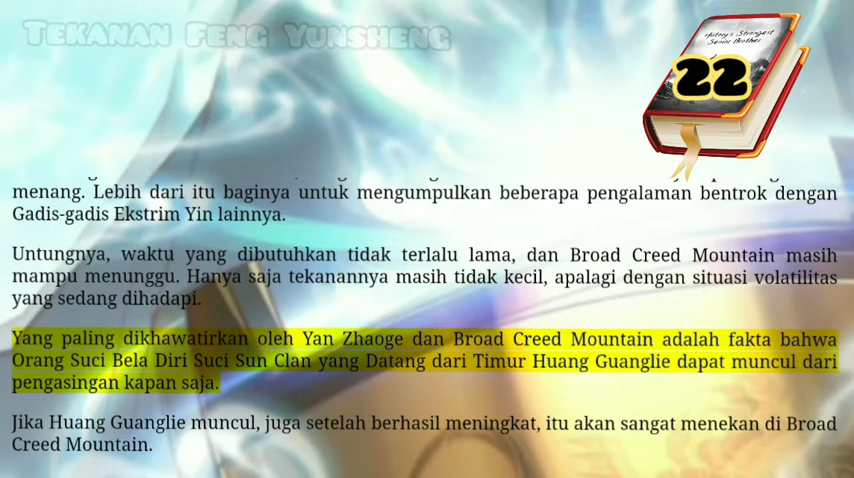 Tekanan Feng Yunsheng
History's Strongest
Senior Brother
22
menang. Lebih dari itu baginya untuk mengumpulkan beberapa pengalaman bentrok dengan
Gadis-gadis Ekstrim Yin lainnya.
Untungnya, waktu yang dibutuhkan tidak terlalu lama, dan Broad Creed Mountain masih
mampu menunggu. Hanya saja tekanannya masih tidak kecil, apalagi dengan situasi volatilitas
yang sedang dihadapi.
Yang paling dikhawatirkan oleh Yan Zhaoge dan Broad Creed Mountain adalah fakta bahwa
Orang Suci Bela Diri Suci Sun Clan yang Datang dari Timur Huang Guanglie dapat muncul dari
pengasingan kapan saja.
Jika Huang Guanglie muncul, juga setelah berhasil meningkat, itu akan sangat menekan di Broad
Creed Mountain.